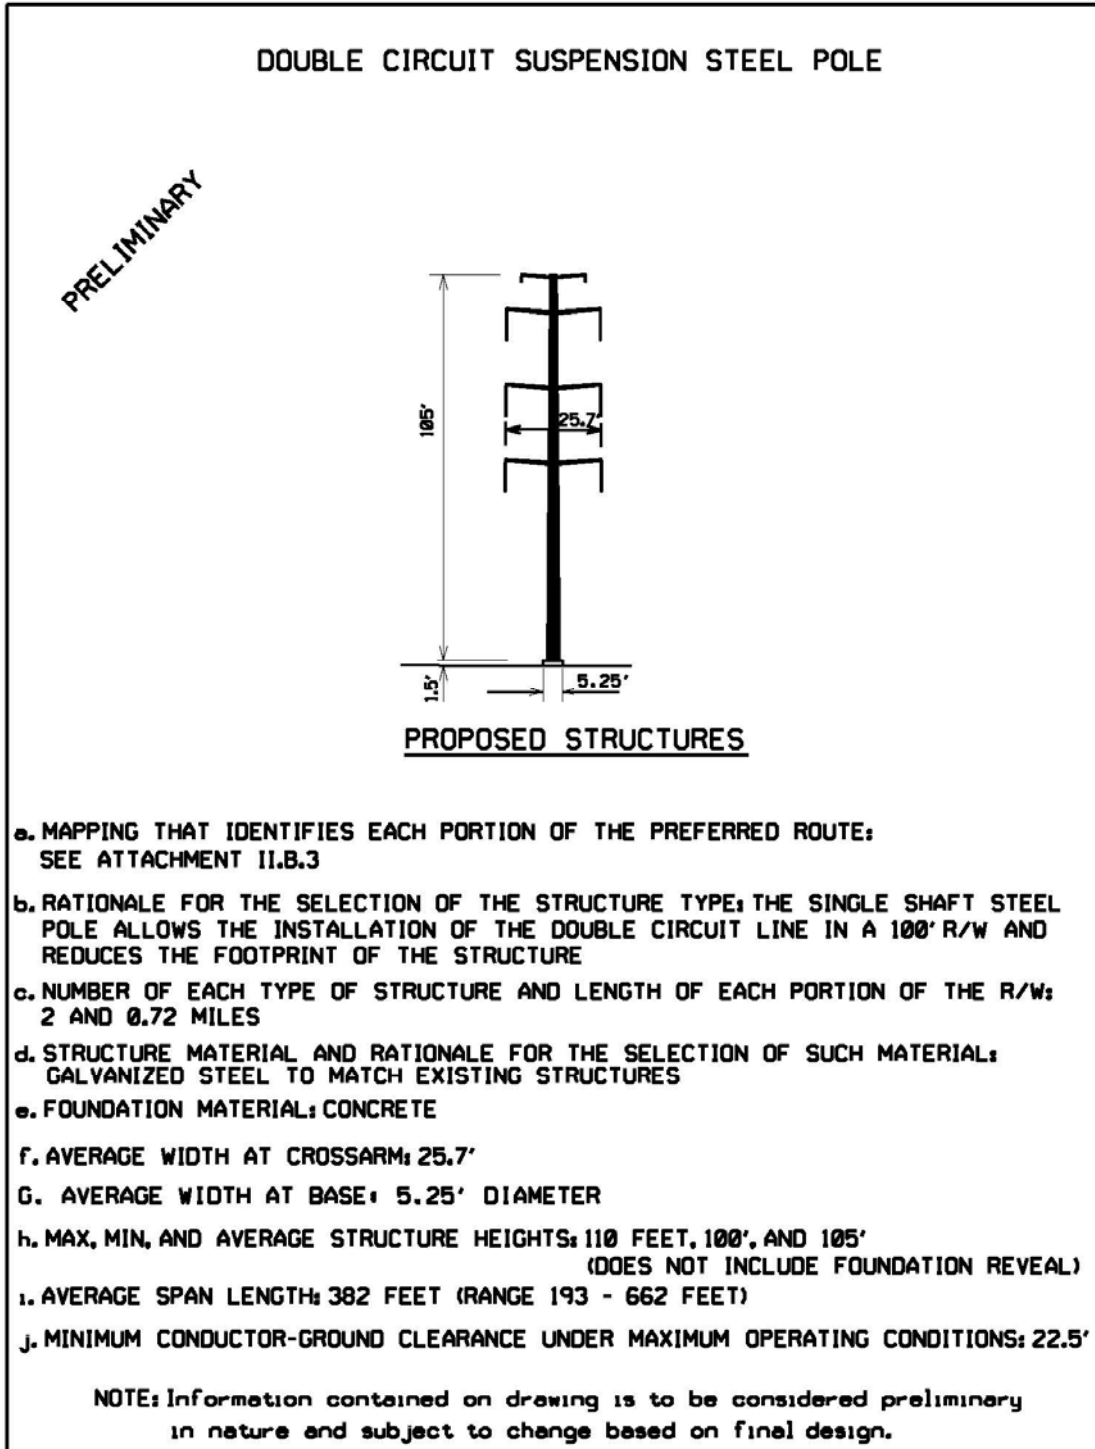 DOUBLE CIRCUIT SUSPENSION STEEL POLE
PRELIMINARY
105'
25.7'
1.5'
5.25'
PROPOSED STRUCTURES
a. MAPPING THAT IDENTIFIES EACH PORTION OF THE PREFERRED ROUTE:
SEE ATTACHMENT II.B.3
b. RATIONALE FOR THE SELECTION OF THE STRUCTURE TYPE: THE SINGLE SHAFT STEEL
POLE ALLOWS THE INSTALLATION OF THE DOUBLE CIRCUIT LINE IN A 100' R/W AND
REDUCES THE FOOTPRINT OF THE STRUCTURE
c. NUMBER OF EACH TYPE OF STRUCTURE AND LENGTH OF EACH PORTION OF THE R/W:
2 AND 0.72 MILES
d. STRUCTURE MATERIAL AND RATIONALE FOR THE SELECTION OF SUCH MATERIAL:
GALVANIZED STEEL TO MATCH EXISTING STRUCTURES
e. FOUNDATION MATERIAL: CONCRETE
f. AVERAGE WIDTH AT CROSSARM: 25.7'
G. AVERAGE WIDTH AT BASE: 5.25' DIAMETER
h. MAX, MIN, AND AVERAGE STRUCTURE HEIGHTS: 110 FEET, 100', AND 105'
(DOES NOT INCLUDE FOUNDATION REVEAL)
i. AVERAGE SPAN LENGTH: 382 FEET (RANGE 193 - 662 FEET)
j. MINIMUM CONDUCTOR-GROUND CLEARANCE UNDER MAXIMUM OPERATING CONDITIONS: 22.5'
NOTE: Information contained on drawing is to be considered preliminary
in nature and subject to change based on final design.